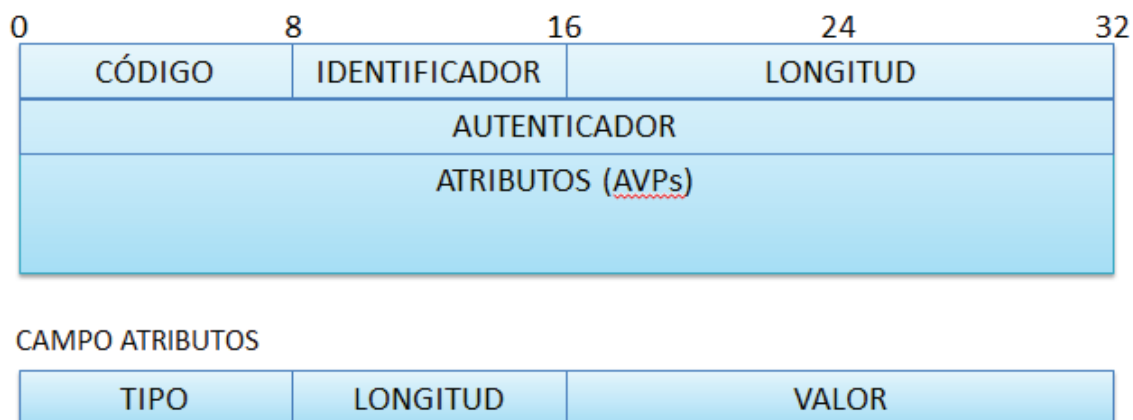 0 8 16 24 32
CÓDIGO IDENTIFICADOR LONGITUD
AUTENTICADOR
ATRIBUTOS (AVPs)
CAMPO ATRIBUTOS
TIPO LONGITUD VALOR